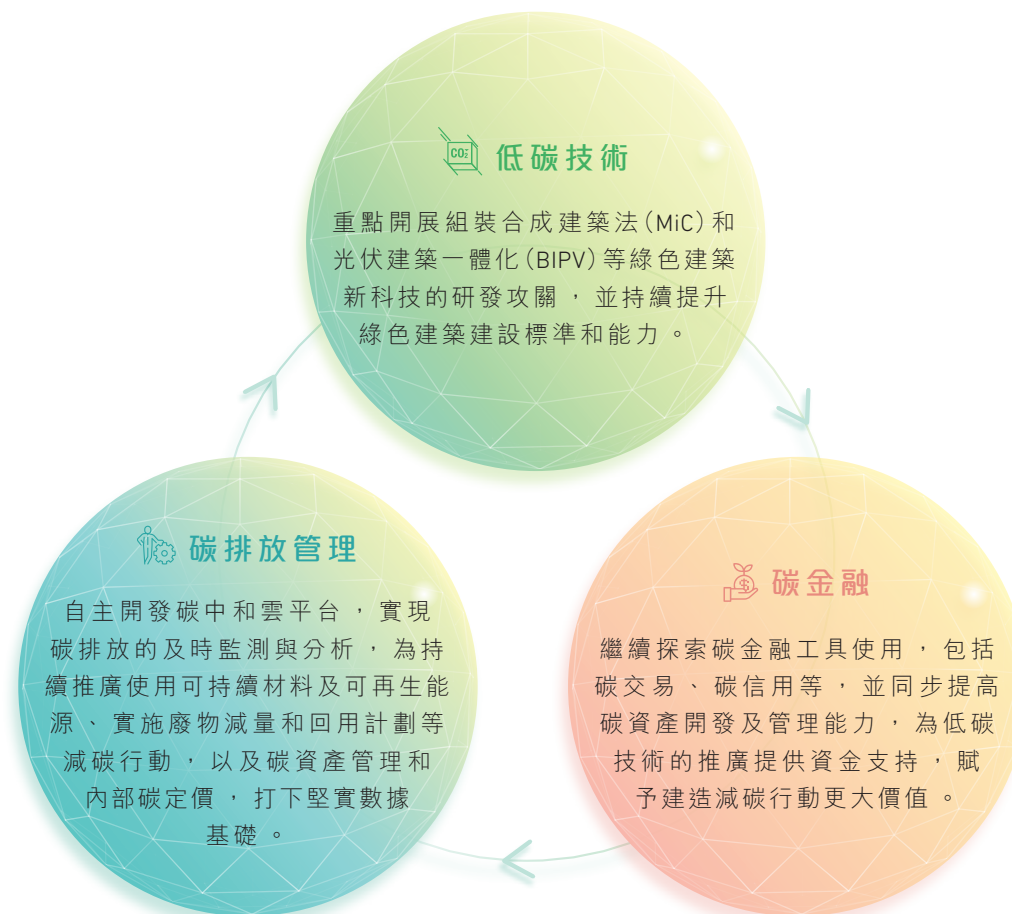 CO₂
低碳技術
重點開展組裝合成建築法(MiC)和
光伏建築一體化(BIPV)等綠色建築
新科技的研發攻關，並持續提升
綠色建築建設標準和能力。
碳排放管理
自主開發碳中和雲平台，實現
碳排放的及時監測與分析，為持
續推廣使用可持續材料及可再生能
源、實施廢物減量和回用計劃等
減碳行動，以及碳資產管理和
內部碳定價，打下堅實數據
基礎。
碳金融
繼續探索碳金融工具使用，包括
碳交易、碳信用等，並同步提高
碳資產開發及管理能力，為低碳
技術的推廣提供資金支持，賦
予建造減碳行動更大價值。